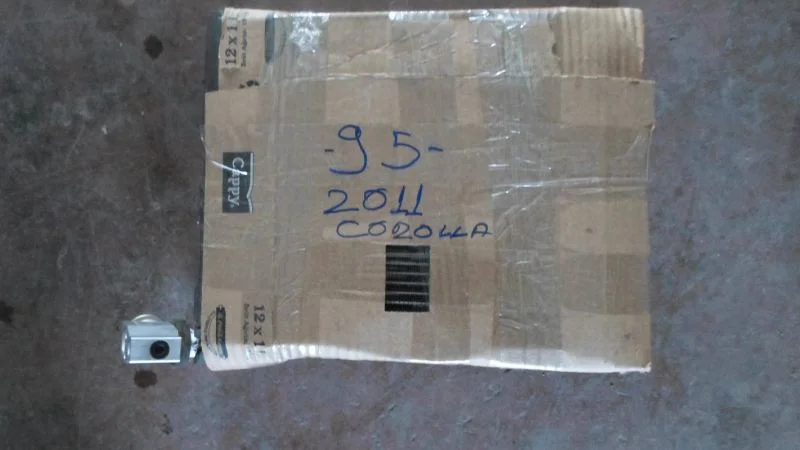 12 x 1
-95-
Cappy.
2011
COROLLA
12 x 1